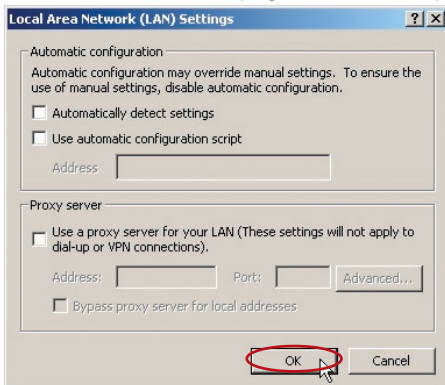 Local Area Network (LAN) Settings
Automatic configuration
Automatic configuration may override manual settings. To ensure the
use of manual settings, disable automatic configuration.
Automatically detect settings
Use automatic configuration script
Address
Proxy server
Use a proxy server for your LAN (These settings will not apply to
dial-up or VPN connections).
Address: Port: Advanced...
Bypass proxy server for local addresses
OK Cancel